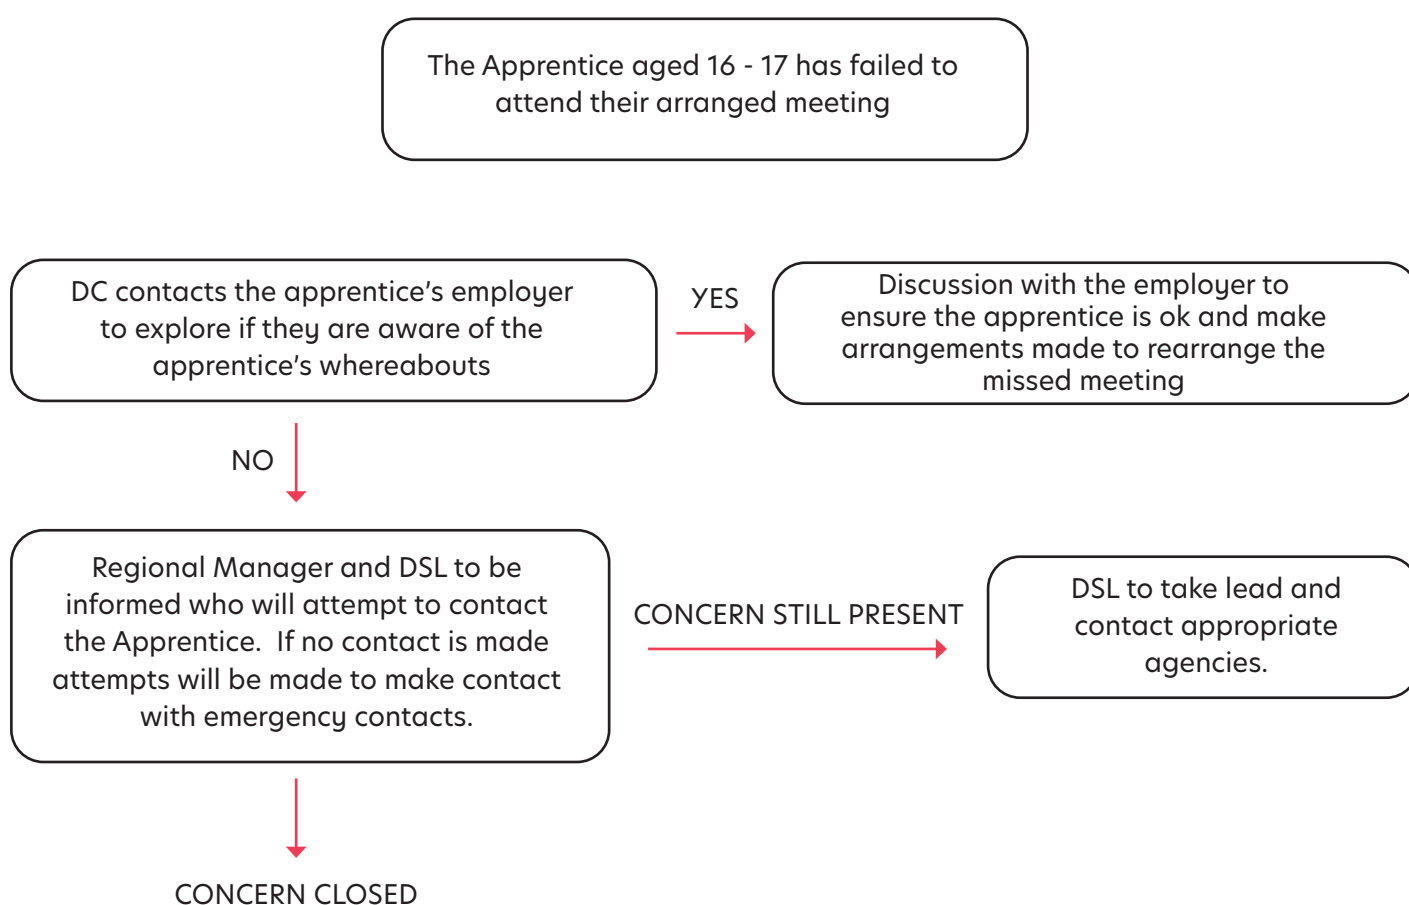 The Apprentice aged 16 - 17 has failed to
attend their arranged meeting
DC contacts the apprentice's employer
to explore if they are aware of the
apprentice's whereabouts
YES
Discussion with the employer to
ensure the apprentice is ok and make
arrangements made to rearrange the
missed meeting
NO
Regional Manager and DSL to be
informed who will attempt to contact
the Apprentice.  If no contact is made
attempts will be made to make contact
with emergency contacts.
CONCERN STILL PRESENT
DSL to take lead and
contact appropriate
agencies.
CONCERN CLOSED